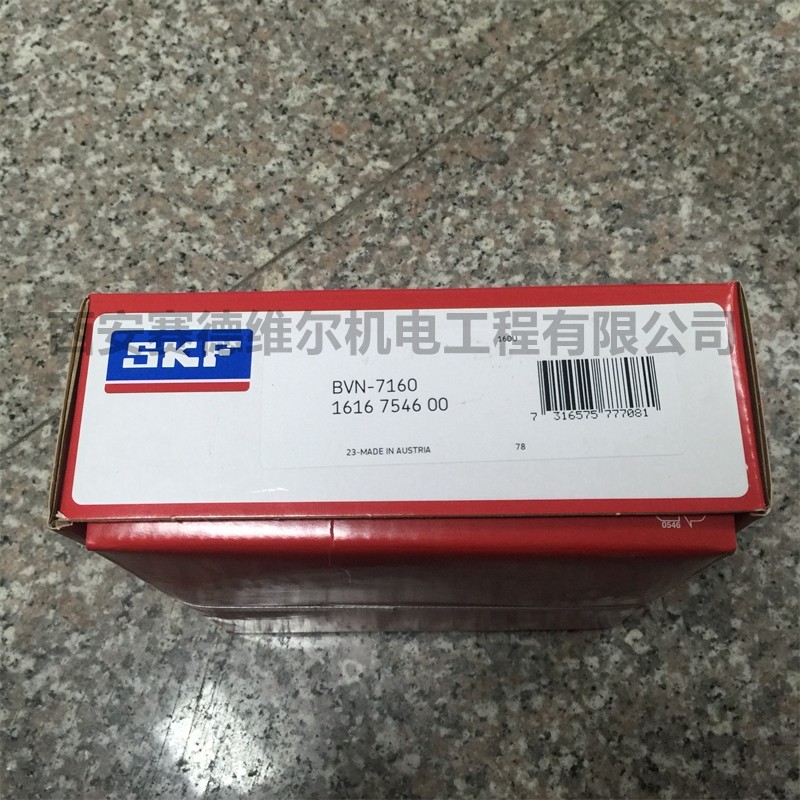 西安赛德维尔机电工程有限公司
160U
SKF
BVN-7160
1616 7546 00
7 316575 777081
23-MADE IN AUSTRIA
78
0546